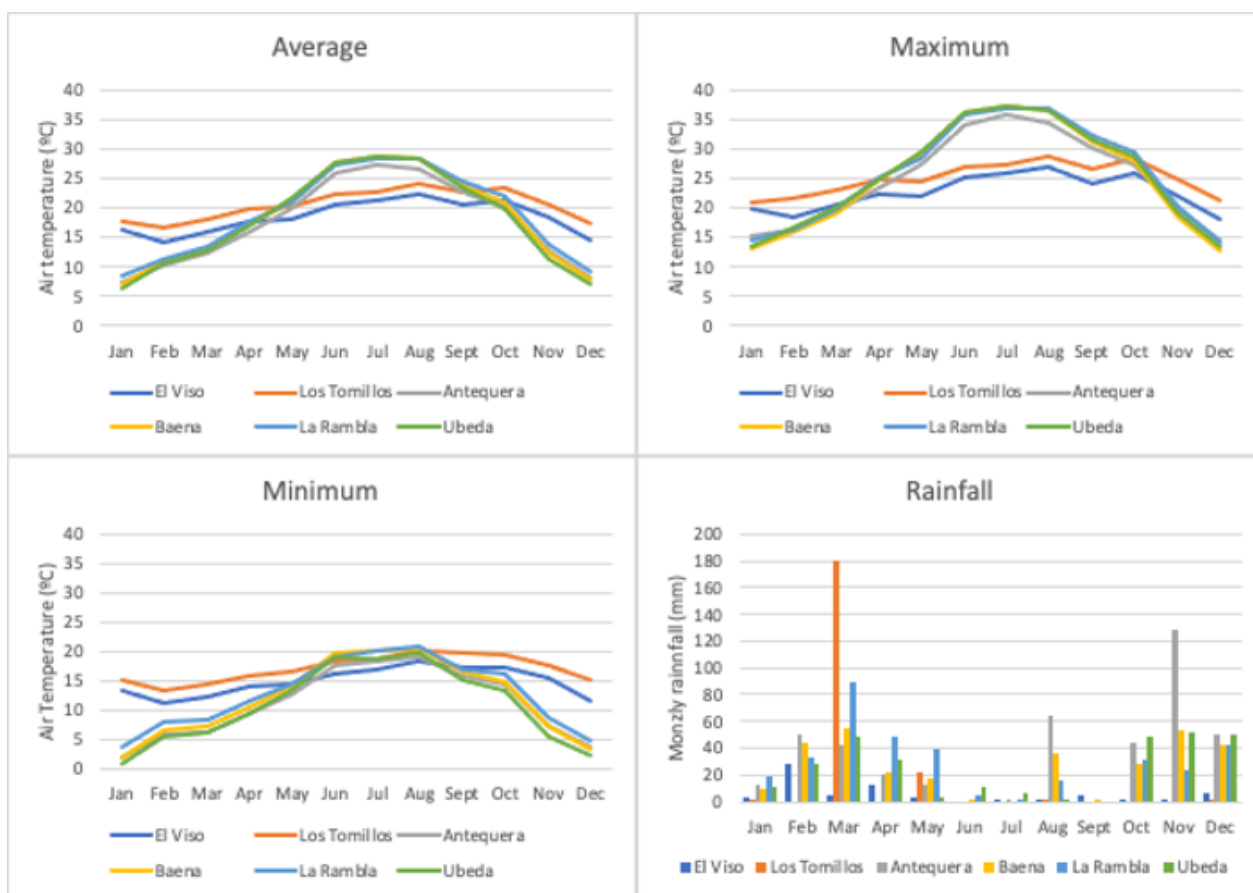 Average
Air temperature (ºC)
40
35
30
25
20
15
10
5
0
Jan Feb Mar Apr May Jun Jul Aug Sept Oct Nov Dec
El Viso Los Tomillos Antequera
Baena La Rambla Ubeda
Maximum
Air temperature (ºC)
40
35
30
25
20
15
10
5
0
Jan Feb Mar Apr May Jun Jul Aug Sept Oct Nov Dec
El Viso Los Tomillos Antequera
Baena La Rambla Ubeda
Minimum
Air Temperature (ºC)
40
35
30
25
20
15
10
5
0
Jan Feb Mar Apr May Jun Jul Aug Sept Oct Nov Dec
El Viso Los Tomillos Antequera
Baena La Rambla Ubeda
Rainfall
Monzly rainnfall (mm)
200
180
160
140
120
100
80
60
40
20
0
Jan Feb Mar Apr May Jun Jul Aug Sept Oct Nov Dec
El Viso Los Tomillos Antequera Baena La Rambla Ubeda